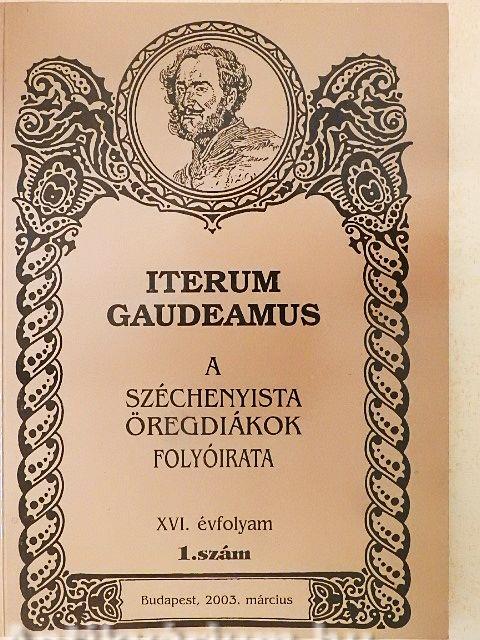 ITERUM
GAUDEAMUS
A
SZÉCHENYISTA
ÖREGDIÁKOK
FOLYÓIRATA
XVI. évfolyam
1.szám
Budapest, 2003. március